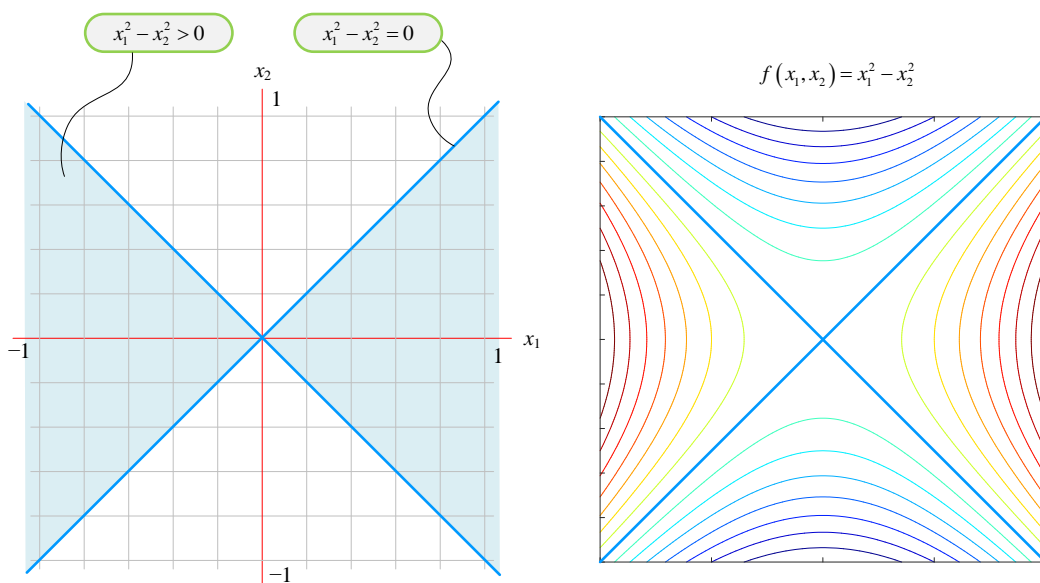 x₁² − x₂² > 0
x₁² − x₂² = 0
x₂
1
f(x₁, x₂) = x₁² − x₂²
−1
x₁
1
−1